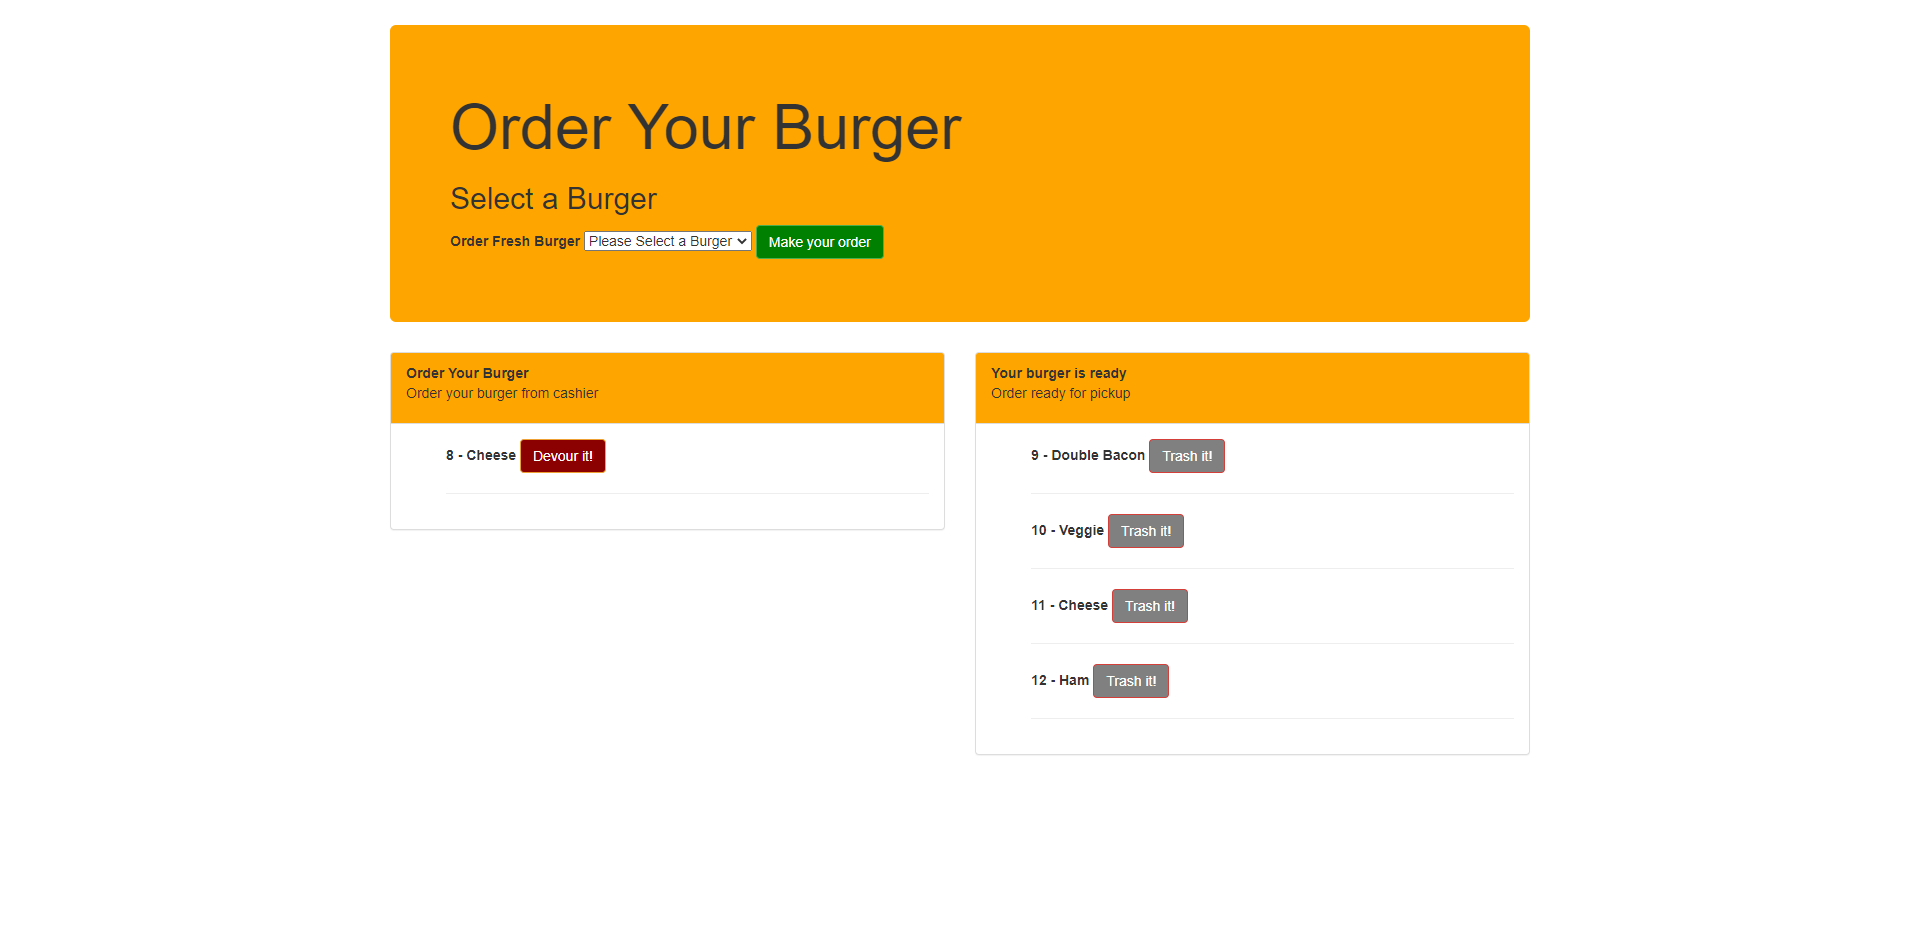 Order Your Burger
Select a Burger
Order Fresh Burger Please Select a Burger Make your order
Order Your Burger
Order your burger from cashier
8 - Cheese Devour it!
Your burger is ready
Order ready for pickup
9 - Double Bacon Trash it!
10 - Veggie Trash it!
11 - Cheese Trash it!
12 - Ham Trash it!